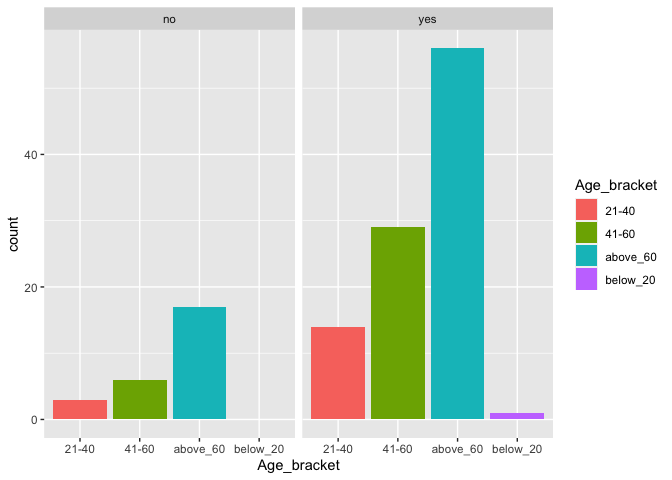 no yes
40
20
0
count
21-40 41-60 above_60 below_20 21-40 41-60 above_60 below_20
Age_bracket
Age_bracket
21-40
41-60
above_60
below_20